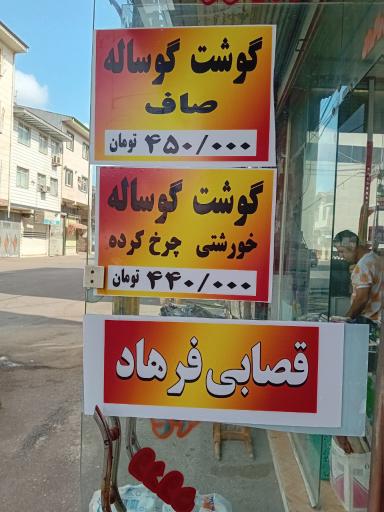 گوشت گوساله
صاف
۴۵۰/۰۰۰ تومان
گوشت گوساله
خورشتی چرخ کرده
۴۴۰/۰۰۰ تومان
قصابی فرهاد